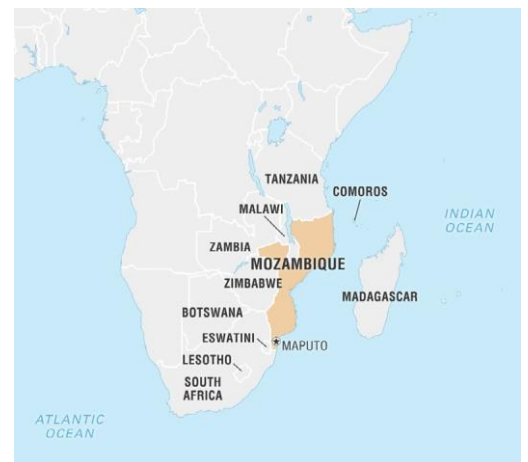 TANZANIA
COMOROS
MALAWI
INDIAN
OCEAN
ZAMBIA
MOZAMBIQUE
ZIMBABWE
MADAGASCAR
BOTSWANA
ESWATINI
MAPUTO
LESOTHO
SOUTH
AFRICA
ATLANTIC
OCEAN